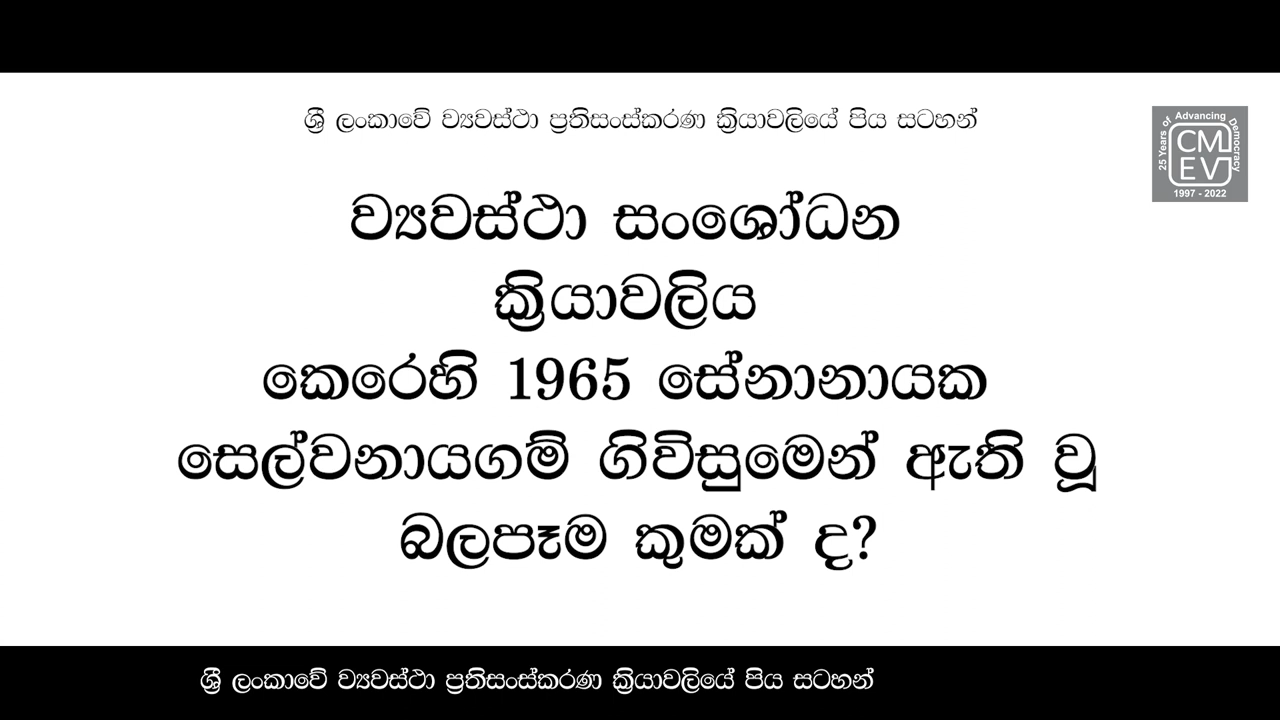 ශ්‍රී ලංකාවේ ව්‍යවස්ථා ප්‍රතිසංස්කරණ ක්‍රියාවලියේ පිය සටහන්
25 Years of Advancing Democracy
CM
EV
1997 - 2022
ව්‍යවස්ථා සංශෝධන
ක්‍රියාවලිය
කෙරෙහි 1965 සේනානායක
සෙල්වනායගම් ගිවිසුමෙන් ඇති වූ
බලපෑම කුමක් ද?
ශ්‍රී ලංකාවේ ව්‍යවස්ථා ප්‍රතිසංස්කරණ ක්‍රියාවලියේ පිය සටහන්